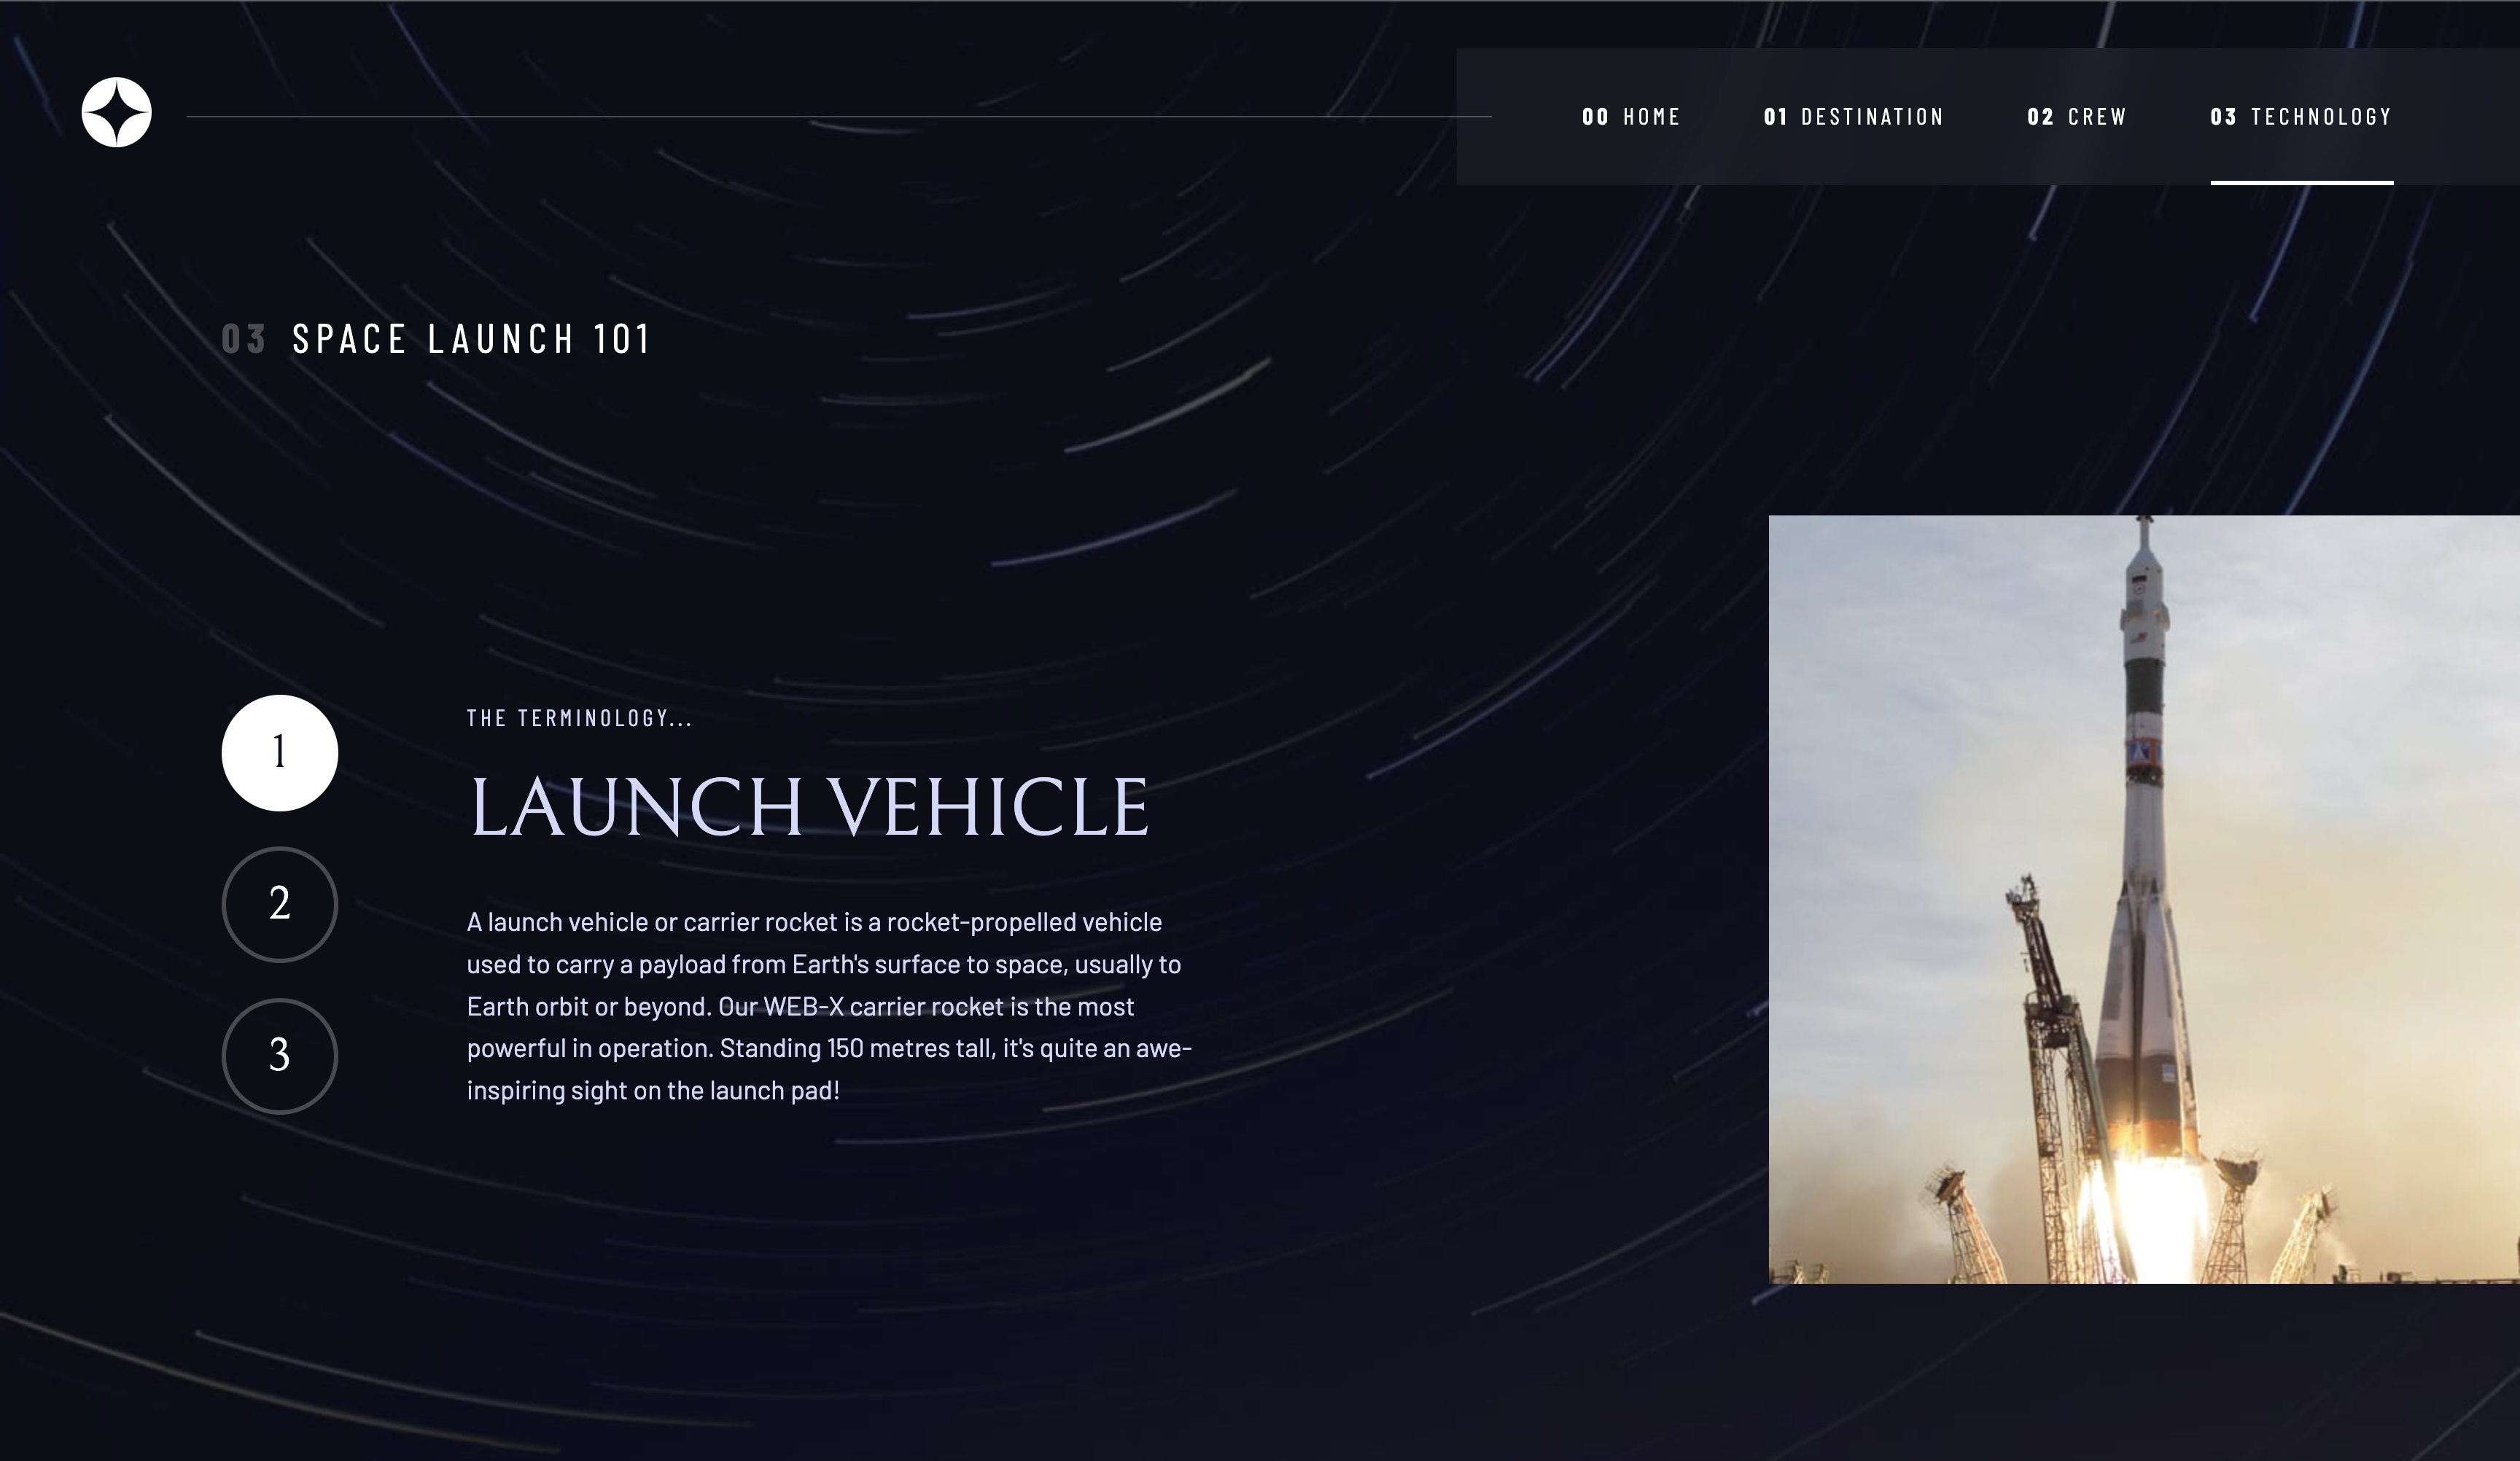 00 HOME 01 DESTINATION 02 CREW 03 TECHNOLOGY
03 SPACE LAUNCH 101
1
2
3
THE TERMINOLOGY...
LAUNCH VEHICLE
A launch vehicle or carrier rocket is a rocket-propelled vehicle
used to carry a payload from Earth's surface to space, usually to
Earth orbit or beyond. Our WEB-X carrier rocket is the most
powerful in operation. Standing 150 metres tall, it's quite an awe-
inspiring sight on the launch pad!